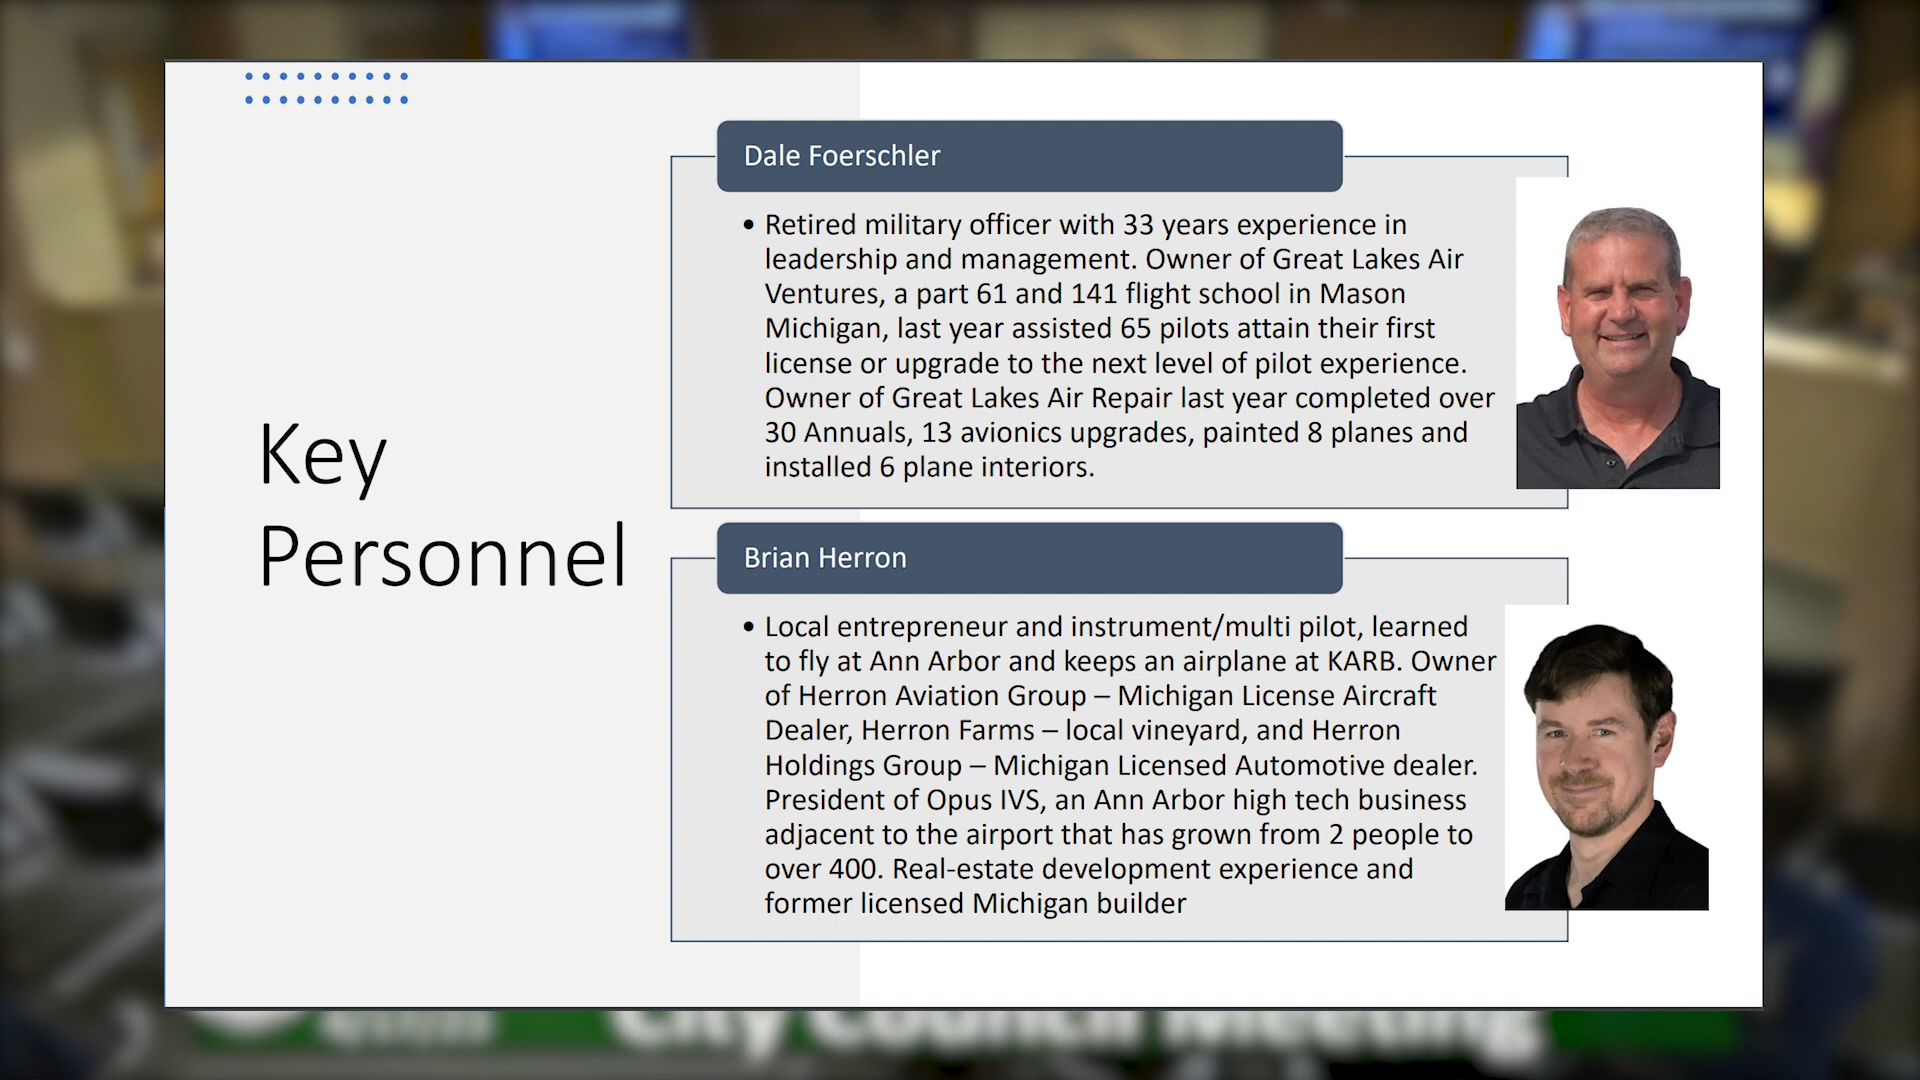 Key
Personnel
Dale Foerschler
• Retired military officer with 33 years experience in
leadership and management. Owner of Great Lakes Air
Ventures, a part 61 and 141 flight school in Mason
Michigan, last year assisted 65 pilots attain their first
license or upgrade to the next level of pilot experience.
Owner of Great Lakes Air Repair last year completed over
30 Annuals, 13 avionics upgrades, painted 8 planes and
installed 6 plane interiors.
Brian Herron
• Local entrepreneur and instrument/multi pilot, learned
to fly at Ann Arbor and keeps an airplane at KARB. Owner
of Herron Aviation Group – Michigan License Aircraft
Dealer, Herron Farms – local vineyard, and Herron
Holdings Group – Michigan Licensed Automotive dealer.
President of Opus IVS, an Ann Arbor high tech business
adjacent to the airport that has grown from 2 people to
over 400. Real-estate development experience and
former licensed Michigan builder
City Council Meeting